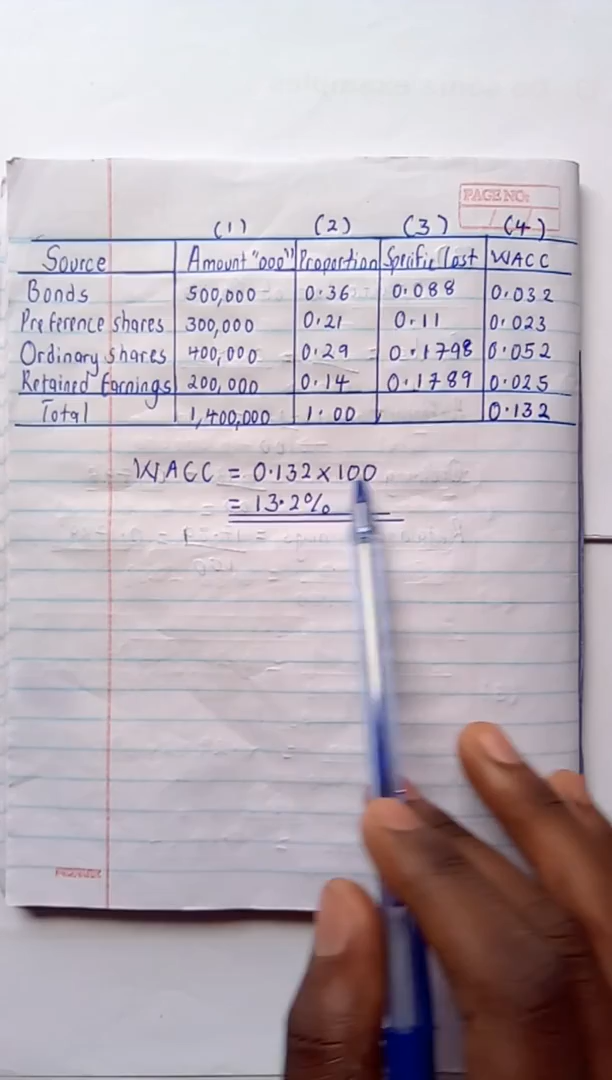 PAGE NO:
(1) (2) (3) (4)
Source Amount "000" Proportion Specific Cost WACC
Bonds 500,000 0.36 0.088 0.032
Preference shares 300,000 0.21 0.11 0.023
Ordinary shares 400,000 0.29 0.1798 0.052
Retained Earnings 200,000 0.14 0.1789 0.025
Total 1,400,000 1.00 0.132
WACC = 0.132 x 100
= 13.2%